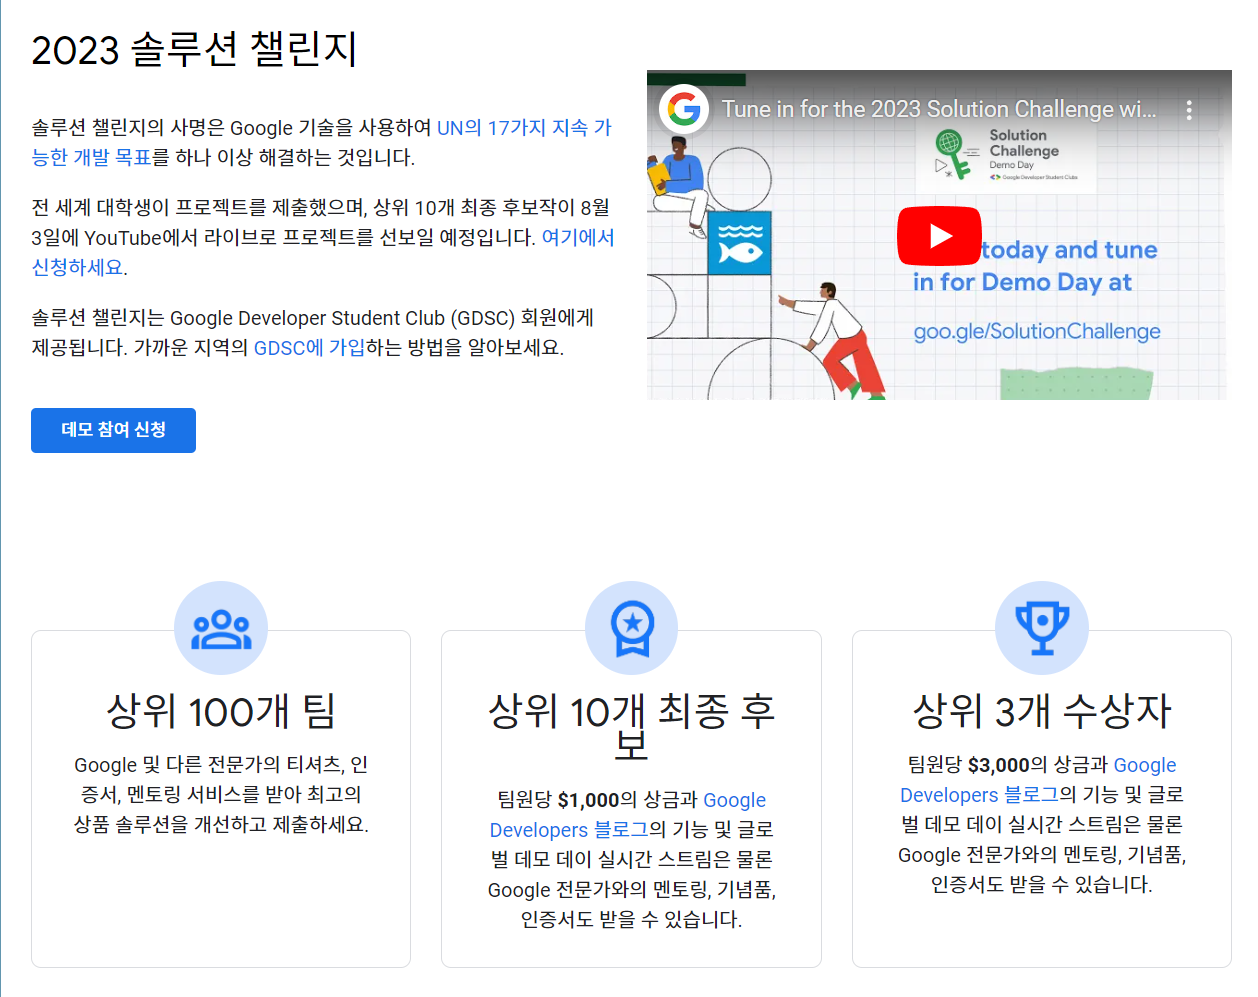 2023 솔루션 챌린지
솔루션 챌린지의 사명은 Google 기술을 사용하여 UN의 17가지 지속 가
능한 개발 목표를 하나 이상 해결하는 것입니다.
전 세계 대학생이 프로젝트를 제출했으며, 상위 10개 최종 후보작이 8월
3일에 YouTube에서 라이브로 프로젝트를 선보일 예정입니다. 여기에서
신청하세요.
솔루션 챌린지는 Google Developer Student Club (GDSC) 회원에게
제공됩니다. 가까운 지역의 GDSC에 가입하는 방법을 알아보세요.
데모 참여 신청
Tune in for the 2023 Solution Challenge wi...
Solution
Challenge
Demo Day
Google Developer Student Clubs
today and tune
in for Demo Day at
goo.gle/SolutionChallenge
상위 100개 팀
Google 및 다른 전문가의 티셔츠, 인
증서, 멘토링 서비스를 받아 최고의
상품 솔루션을 개선하고 제출하세요.
상위 10개 최종 후
보
팀원당 $1,000의 상금과 Google
Developers 블로그의 기능 및 글로
벌 데모 데이 실시간 스트림은 물론
Google 전문가와의 멘토링, 기념품,
인증서도 받을 수 있습니다.
상위 3개 수상자
팀원당 $3,000의 상금과 Google
Developers 블로그의 기능 및 글로
벌 데모 데이 실시간 스트림은 물론
Google 전문가와의 멘토링, 기념품,
인증서도 받을 수 있습니다.